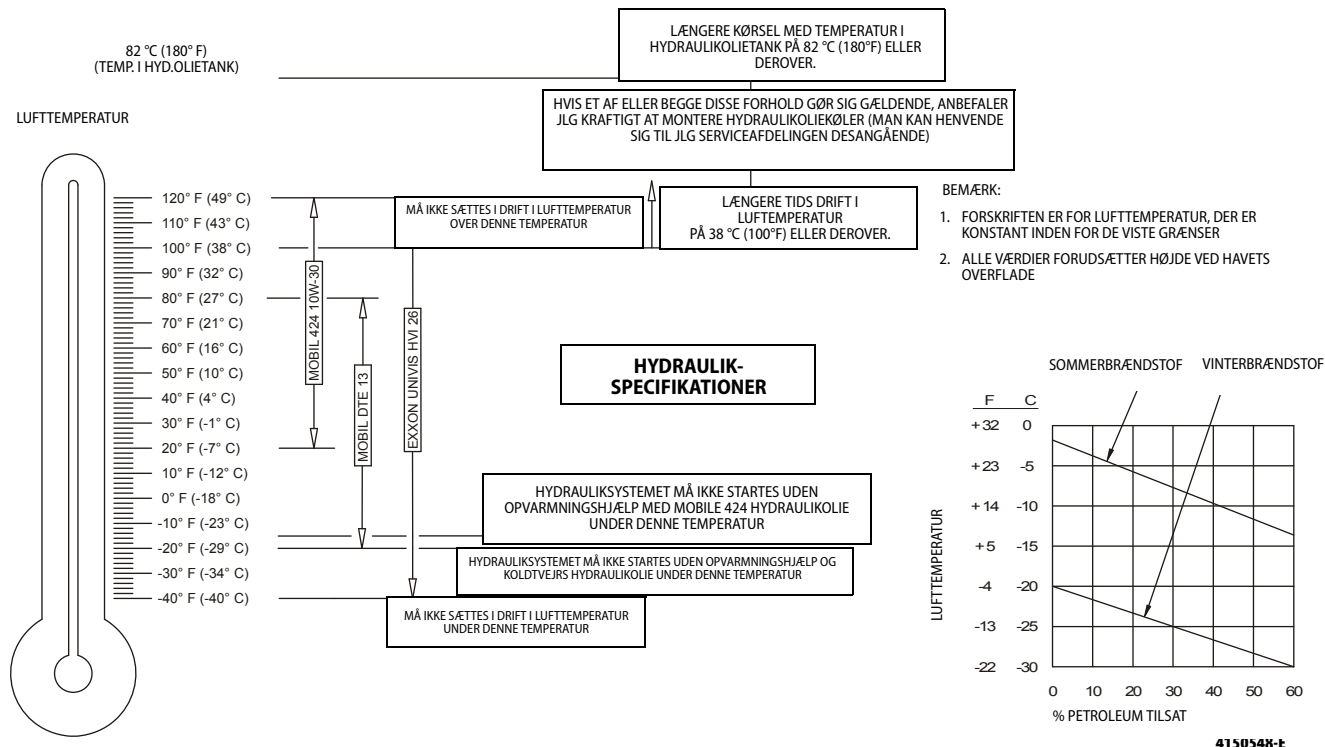 82 °C (180° F)
(TEMP. I HYD.OLIETANK)
LÆNGERE KØRSEL MED TEMPERATUR I
HYDRAULIKOLIETANK PÅ 82 °C (180°F) ELLER
DEROVER.
HVIS ET AF ELLER BEGGE DISSE FORHOLD GØR SIG GÆLDENDE, ANBEFALER
JLG KRAFTIGT AT MONTERE HYDRAULIKOLIEKØLER (MAN KAN HENVENDE
SIG TIL JLG SERVICEAFDELINGEN DESANGÅENDE)
LUFTTEMPERATUR
120° F (49° C)
110° F (43° C)
100° F (38° C)
90° F (32° C)
80° F (27° C)
70° F (21° C)
60° F (16° C)
50° F (10° C)
40° F (4° C)
30° F (-1° C)
20° F (-7° C)
10° F (-12° C)
0° F (-18° C)
-10° F (-23° C)
-20° F (-29° C)
-30° F (-34° C)
-40° F (-40° C)
MOBIL 424 10W-30
MOBIL DTE 13
EXXON UNIVIS HVI 26
MÅ IKKE SÆTTES I DRIFT I LUFTTEMPERATUR
OVER DENNE TEMPERATUR
LÆNGERE TIDS DRIFT I
LUFTEMPERATUR
PÅ 38 °C (100°F) ELLER DEROVER.
BEMÆRK:
1. FORSKRIFTEN ER FOR LUFTTEMPERATUR, DER ER
KONSTANT INDEN FOR DE VISTE GRÆNSER
2. ALLE VÆRDIER FORUDSÆTTER HØJDE VED HAVETS
OVERFLADE
HYDRAULIK-
SPECIFIKATIONER
HYDRAULIKSYSTEMET MÅ IKKE STARTES UDEN
OPVARMNINGSHJÆLP MED MOBILE 424 HYDRAULIKOLIE
UNDER DENNE TEMPERATUR
HYDRAULIKSYSTEMET MÅ IKKE STARTES UDEN OPVARMNINGSHJÆLP OG
KOLDTVEJRS HYDRAULIKOLIE UNDER DENNE TEMPERATUR
MÅ IKKE SÆTTES I DRIFT I LUFTTEMPERATUR
UNDER DENNE TEMPERATUR
SOMMERBRÆNDSTOF VINTERBRÆNDSTOF
F C
+32 0
+23 -5
+14 -10
+5 -15
-4 -20
-13 -25
-22 -30
LUFTTEMPERATUR
0 10 20 30 40 50 60
% PETROLEUM TILSAT
4150548-E